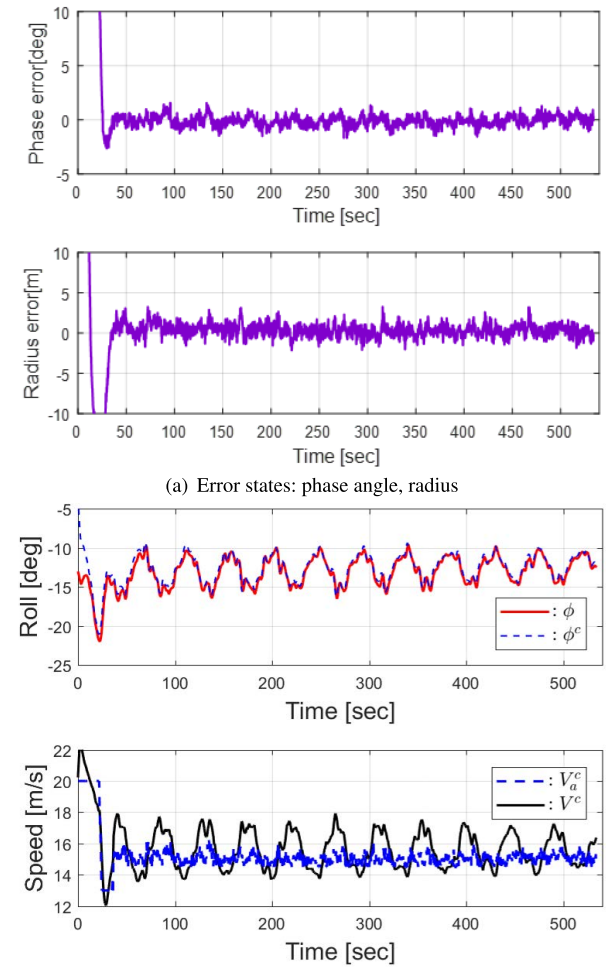 10
5
0
-5
Phase error[deg]
0 50 100 150 200 250 300 350 400 450 500
Time [sec]
10
5
0
-5
-10
Radius error[m]
0 50 100 150 200 250 300 350 400 450 500
Time [sec]
(a) Error states: phase angle, radius
-5
-10
-15
-20
-25
Roll [deg]
: ϕ
: ϕ^c
0 100 200 300 400 500
Time [sec]
22
20
18
16
14
12
Speed [m/s]
: V_a^c
: V^c
0 100 200 300 400 500
Time [sec]